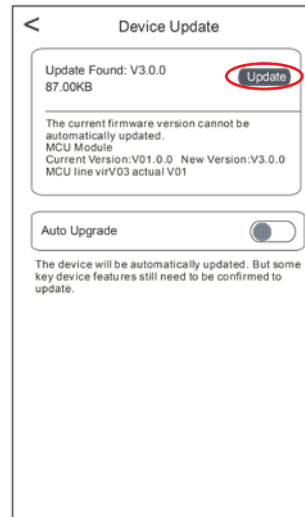 < Device Update
Update Found: V3.0.0
Update
87.00KB
The current firmware version cannot be
automatically updated.
MCU Module
Current Version:V01.0.0 New Version:V3.0.0
MCU line virV03 actual V01
Auto Upgrade
The device will be automatically updated. But some
key device features still need to be confirmed to
update.